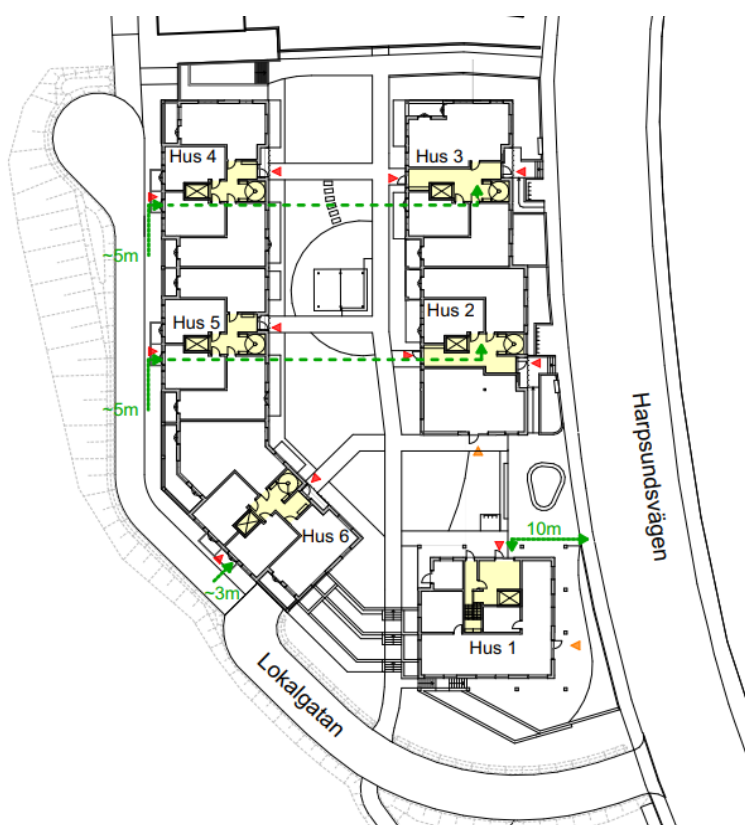 Hus 4
Hus 3
~5m
Hus 5
Hus 2
~5m
Harpsundsvägen
Hus 6
10m
~3m
Hus 1
Lokalgatan